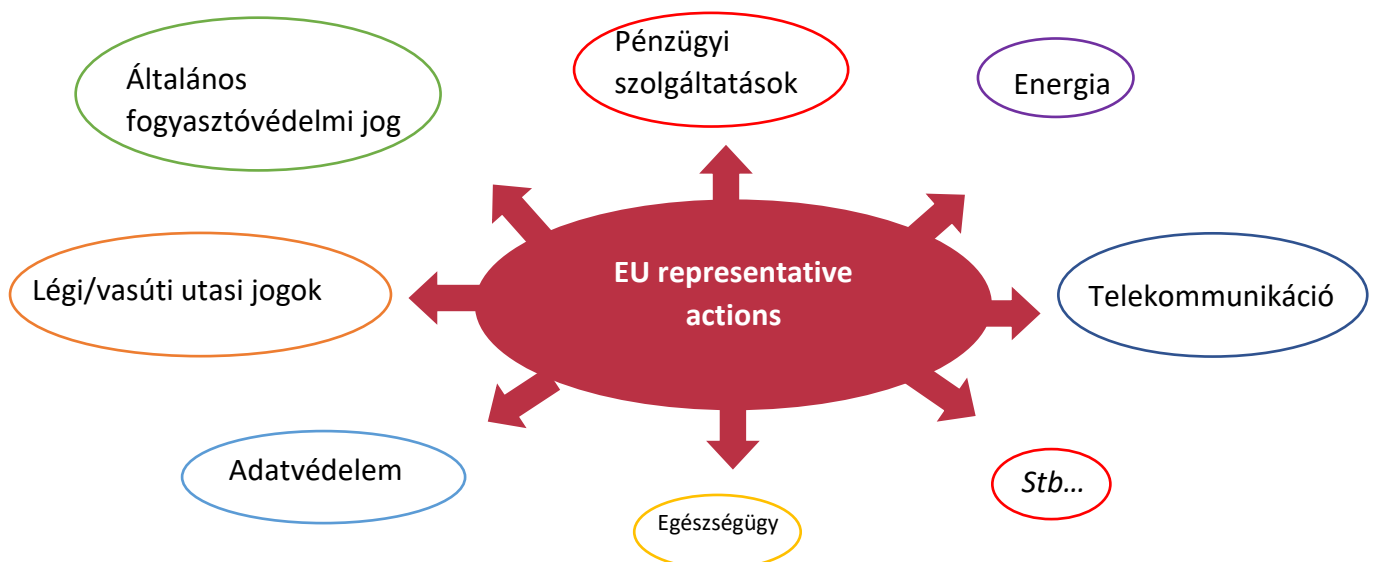 Általános
fogyasztóvédelmi jog
Pénzügyi
szolgáltatások
Energia
Légi/vasúti utasi jogok
EU representative
actions
Telekommunikáció
Adatvédelem
Egészségügy
Stb...